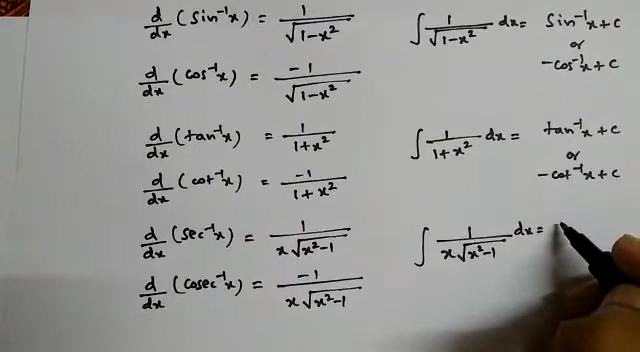 d/dx (sin⁻¹x) = 1/√(1-x²)
∫ 1/√(1-x²) dx = sin⁻¹x + c
or
-cos⁻¹x + c
d/dx (cos⁻¹x) = -1/√(1-x²)
d/dx (tan⁻¹x) = 1/(1+x²)
∫ 1/(1+x²) dx = tan⁻¹x + c
or
-cot⁻¹x + c
d/dx (cot⁻¹x) = -1/(1+x²)
d/dx (sec⁻¹x) = 1/(x√(x²-1))
∫ 1/(x√(x²-1)) dx =
d/dx (cosec⁻¹x) = -1/(x√(x²-1))